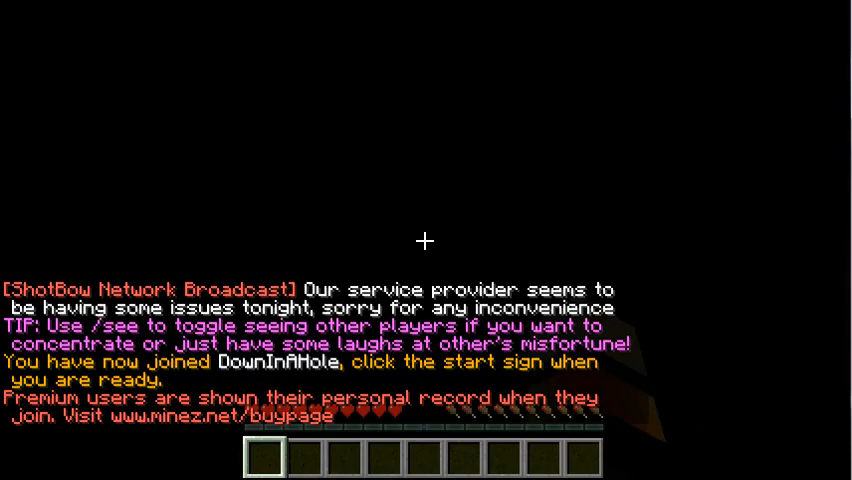 [ShotBow Network Broadcast] Our service provider seems to
be having some issues tonight, sorry for any inconvenience
TIP: Use /see to toggle seeing other players if you want to
concentrate or just have some laughs at other's misfortune!
You have now joined DownInAHole, click the start sign when
you are ready.
Premium users are shown their personal record when they
join. Visit www.minez.net/buypage